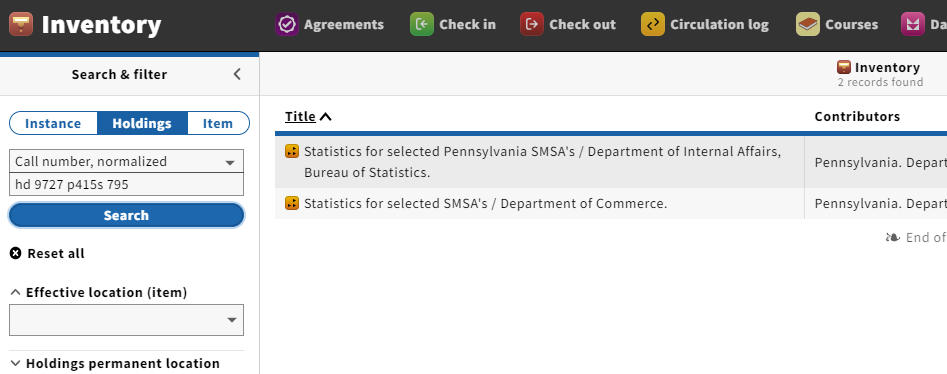 Inventory
Agreements
Check in
Check out
Circulation log
Courses
Da
Search & filter
Inventory
2 records found
Instance
Holdings
Item
Call number, normalized
hd 9727 p415s 795
Search
Reset all
Effective location (item)
Holdings permanent location
Title
Contributors
Statistics for selected Pennsylvania SMSA's / Department of Internal Affairs,
Bureau of Statistics.
Pennsylvania. Depart
Statistics for selected SMSA's / Department of Commerce.
Pennsylvania. Depart
End of